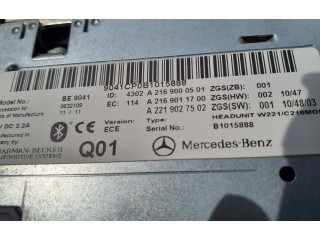 9041CP0B1015888
Model No.: BE 9041 ID: 4302 A 216 900 05 01 ZGS(ZB): 001
0632109 EC: 114 A 216 901 17 00 ZGS(HW): 002 10/47
of Manufacture: 11 / 11 A 221 902 75 02 ZGS(SW): 001 10/48/03
V DC 2.2A Version: Type: HEADUNIT W221/C216MO
ECE Serial No.: B1015888
HARMAN-BECKER Q01 Mercedes-Benz
AUTOMOTIVE SYSTEMS